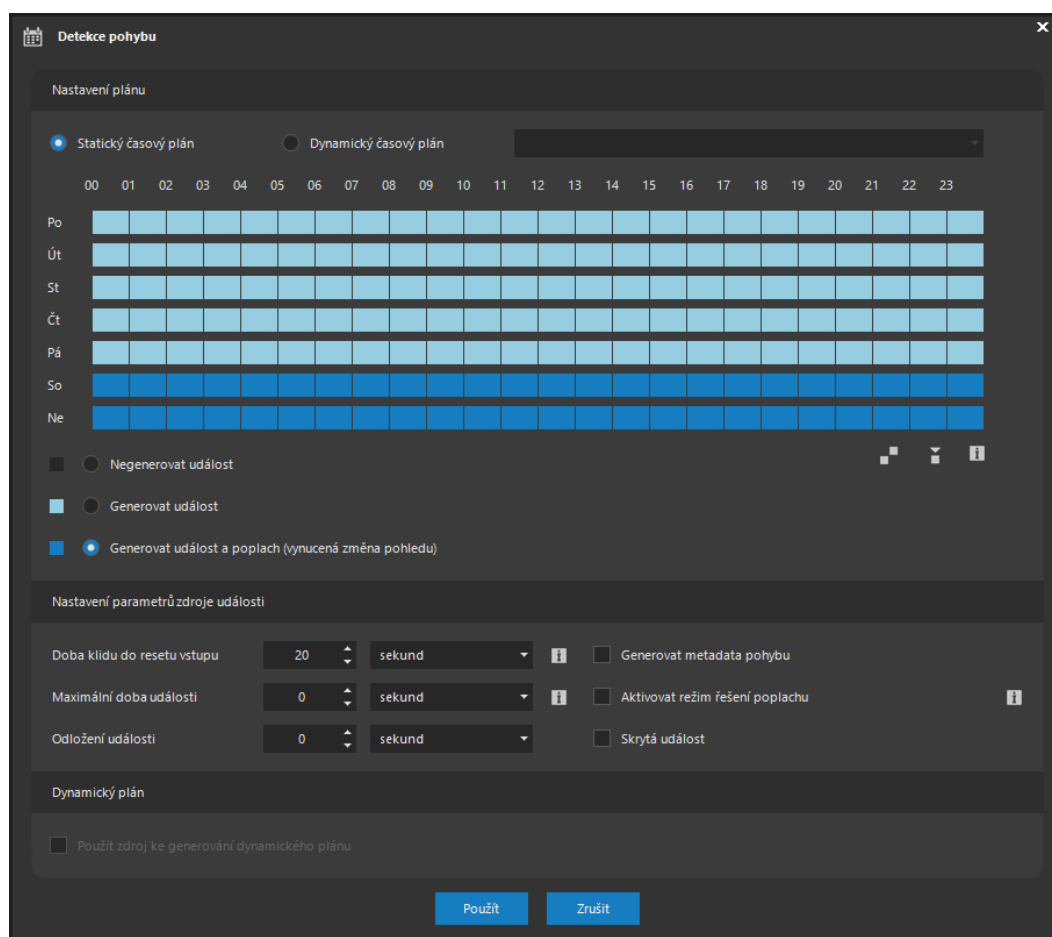 Detekce pohybu
Nastavení plánu
Statický časový plán Dynamický časový plán
00 01 02 03 04 05 06 07 08 09 10 11 12 13 14 15 16 17 18 19 20 21 22 23
Po
Út
St
Čt
Pá
So
Ne
Negenerovat událost
Generovat událost
Generovat událost a poplach (vynucená změna pohledu)
Nastavení parametrů zdroje události
Doba klidu do resetu vstupu 20 sekund Generovat metadata pohybu
Maximální doba události 0 sekund Aktivovat režim řešení poplachu
Odložení události 0 sekund Skrytá událost
Dynamický plán
Použít zdroj ke generování dynamického plánu
Použít Zrušit